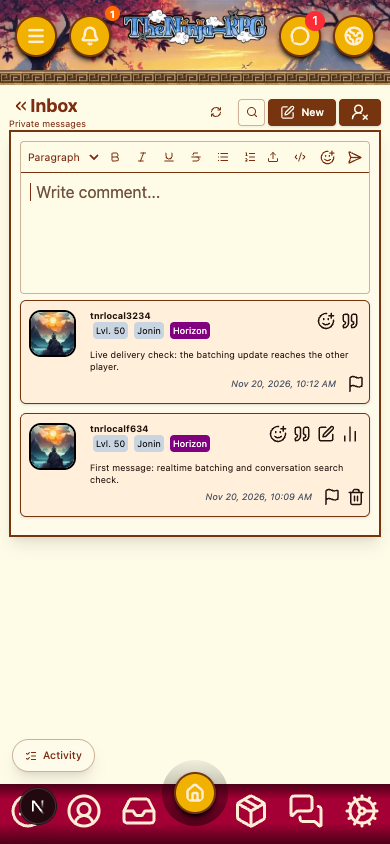 1
TheNinja-RPG
1
Inbox
Private messages
New
Paragraph
B
I
U
S
Write comment...
tnrlocal3234
Lvl. 50 Jonin Horizon
Live delivery check: the batching update reaches the other
player.
Nov 20, 2026, 10:12 AM
tnrlocalf634
Lvl. 50 Jonin Horizon
First message: realtime batching and conversation search
check.
Nov 20, 2026, 10:09 AM
Activity
N